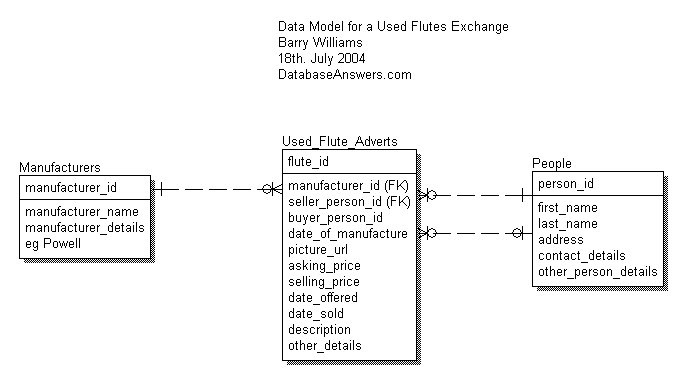 Data Model for a Used Flutes Exchange
Barry Williams
18th. July 2004
DatabaseAnswers.com
Manufacturers
manufacturer_id
manufacturer_name
manufacturer_details
eg Powell
Used_Flute_Adverts
flute_id
manufacturer_id (FK)
seller_person_id (FK)
buyer_person_id
date_of_manufacture
picture_url
asking_price
selling_price
date_offered
date_sold
description
other_details
People
person_id
first_name
last_name
address
contact_details
other_person_details